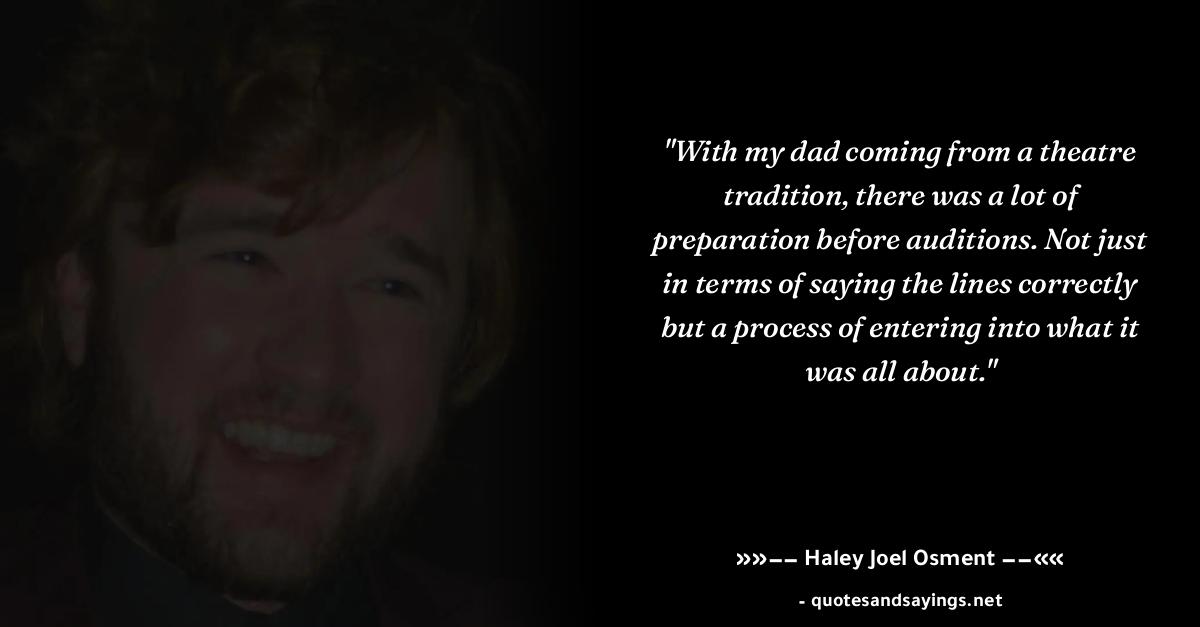 "With my dad coming from a theatre
tradition, there was a lot of
preparation before auditions. Not just
in terms of saying the lines correctly
but a process of entering into what it
was all about."
»»−− Haley Joel Osment −−««
- quotesandsayings.net